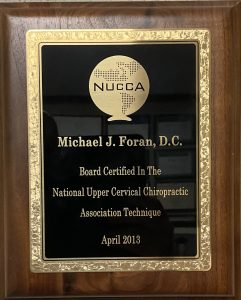 NUCCA
Michael J. Foran, D.C.
Board Certified In The
National Upper Cervical Chiropractic
Association Technique
April 2013